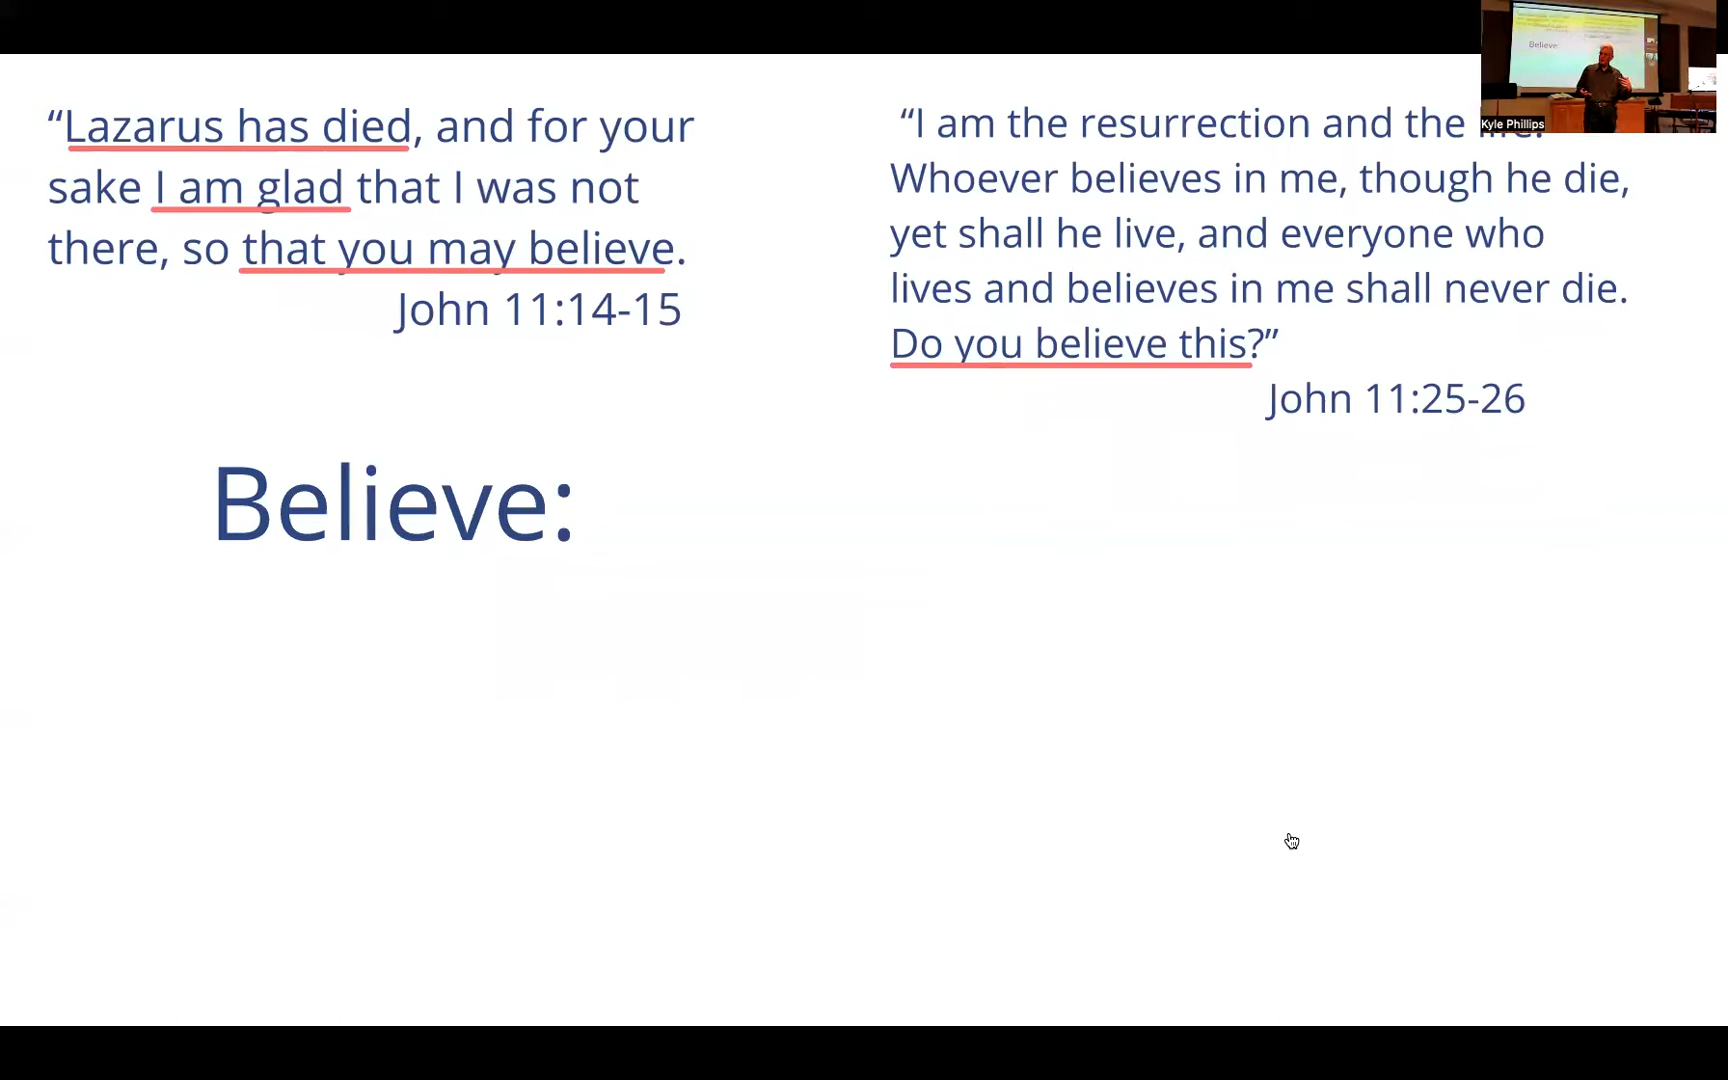 “Lazarus has died, and for your
sake I am glad that I was not
there, so that you may believe.
John 11:14-15
“I am the resurrection and the life.
Whoever believes in me, though he die,
yet shall he live, and everyone who
lives and believes in me shall never die.
Do you believe this?”
John 11:25-26
Believe:
Believe:
Kyle Phillips